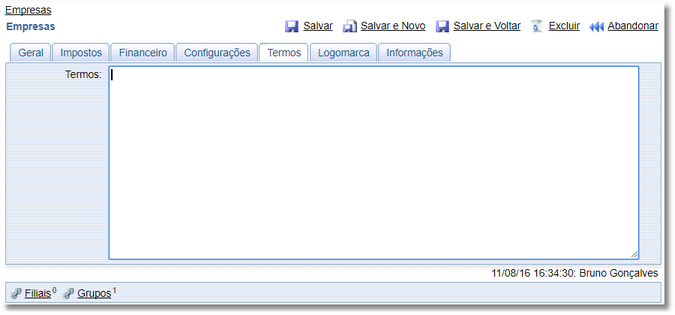 Empresas
Empresas Salvar Salvar e Novo Salvar e Voltar Excluir Abandonar
Geral Impostos Financeiro Configurações Termos Logomarca Informações
Termos:
11/08/16 16:34:30: Bruno Gonçalves
Filiais 0 Grupos 1